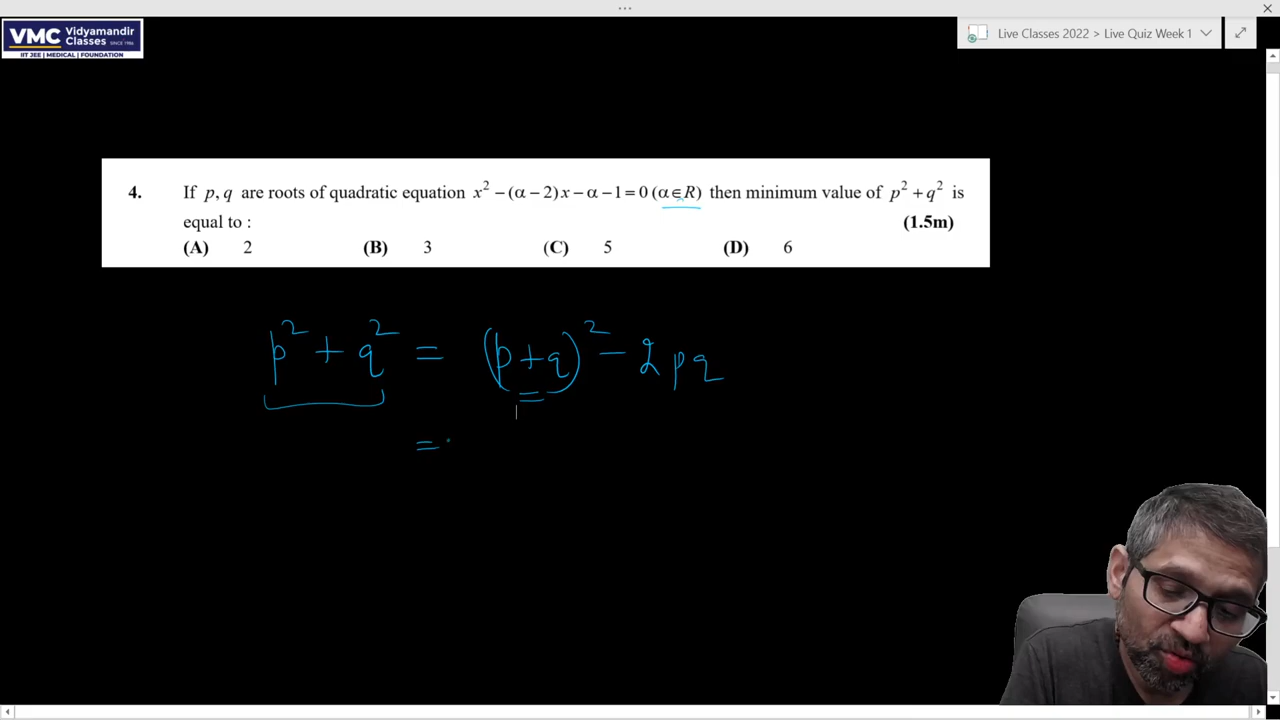 VMC Vidyamandir Classes SINCE 1986
IIT JEE | MEDICAL | FOUNDATION
Live Classes 2022 > Live Quiz Week 1
4. If p, q are roots of quadratic equation x² − (α − 2)x − α − 1 = 0 (α ∈ R) then minimum value of p² + q² is
equal to : (1.5m)
(A) 2 (B) 3 (C) 5 (D) 6
p² + q² = (p+q)² − 2pq
=